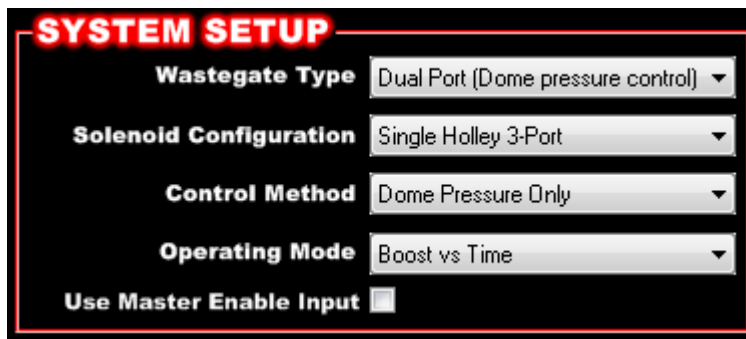 SYSTEM SETUP
Wastegate Type Dual Port (Dome pressure control)
Solenoid Configuration Single Holley 3-Port
Control Method Dome Pressure Only
Operating Mode Boost vs Time
Use Master Enable Input